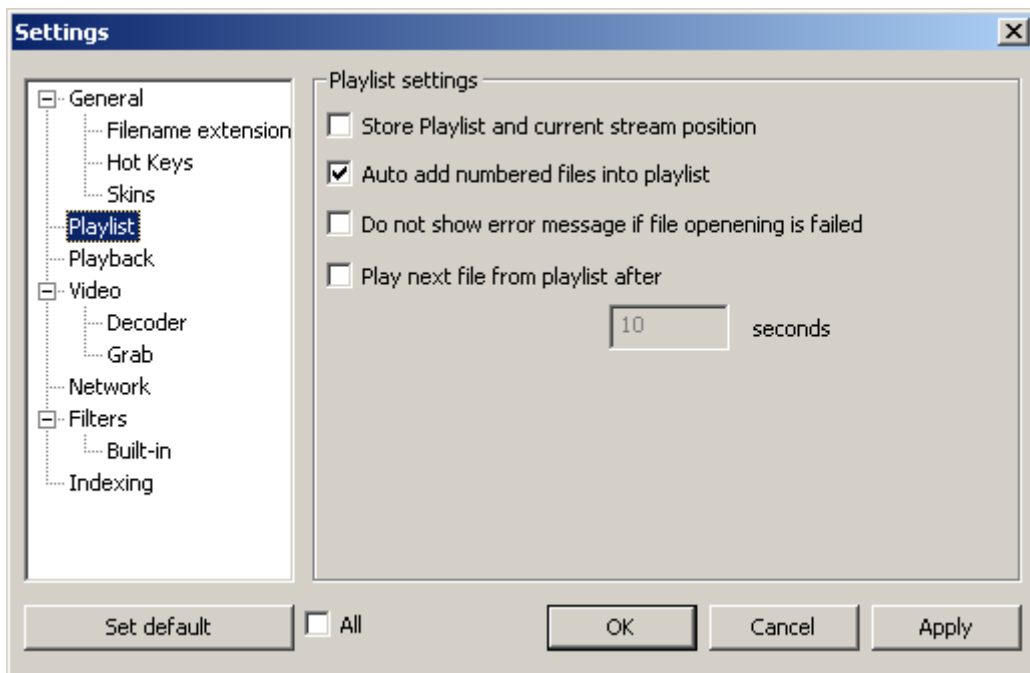 Settings
General
Filename extension
Hot Keys
Skins
Playlist
Playback
Video
Decoder
Grab
Network
Filters
Built-in
Indexing
Playlist settings
Store Playlist and current stream position
Auto add numbered files into playlist
Do not show error message if file openening is failed
Play next file from playlist after
10 seconds
Set default
All
OK
Cancel
Apply